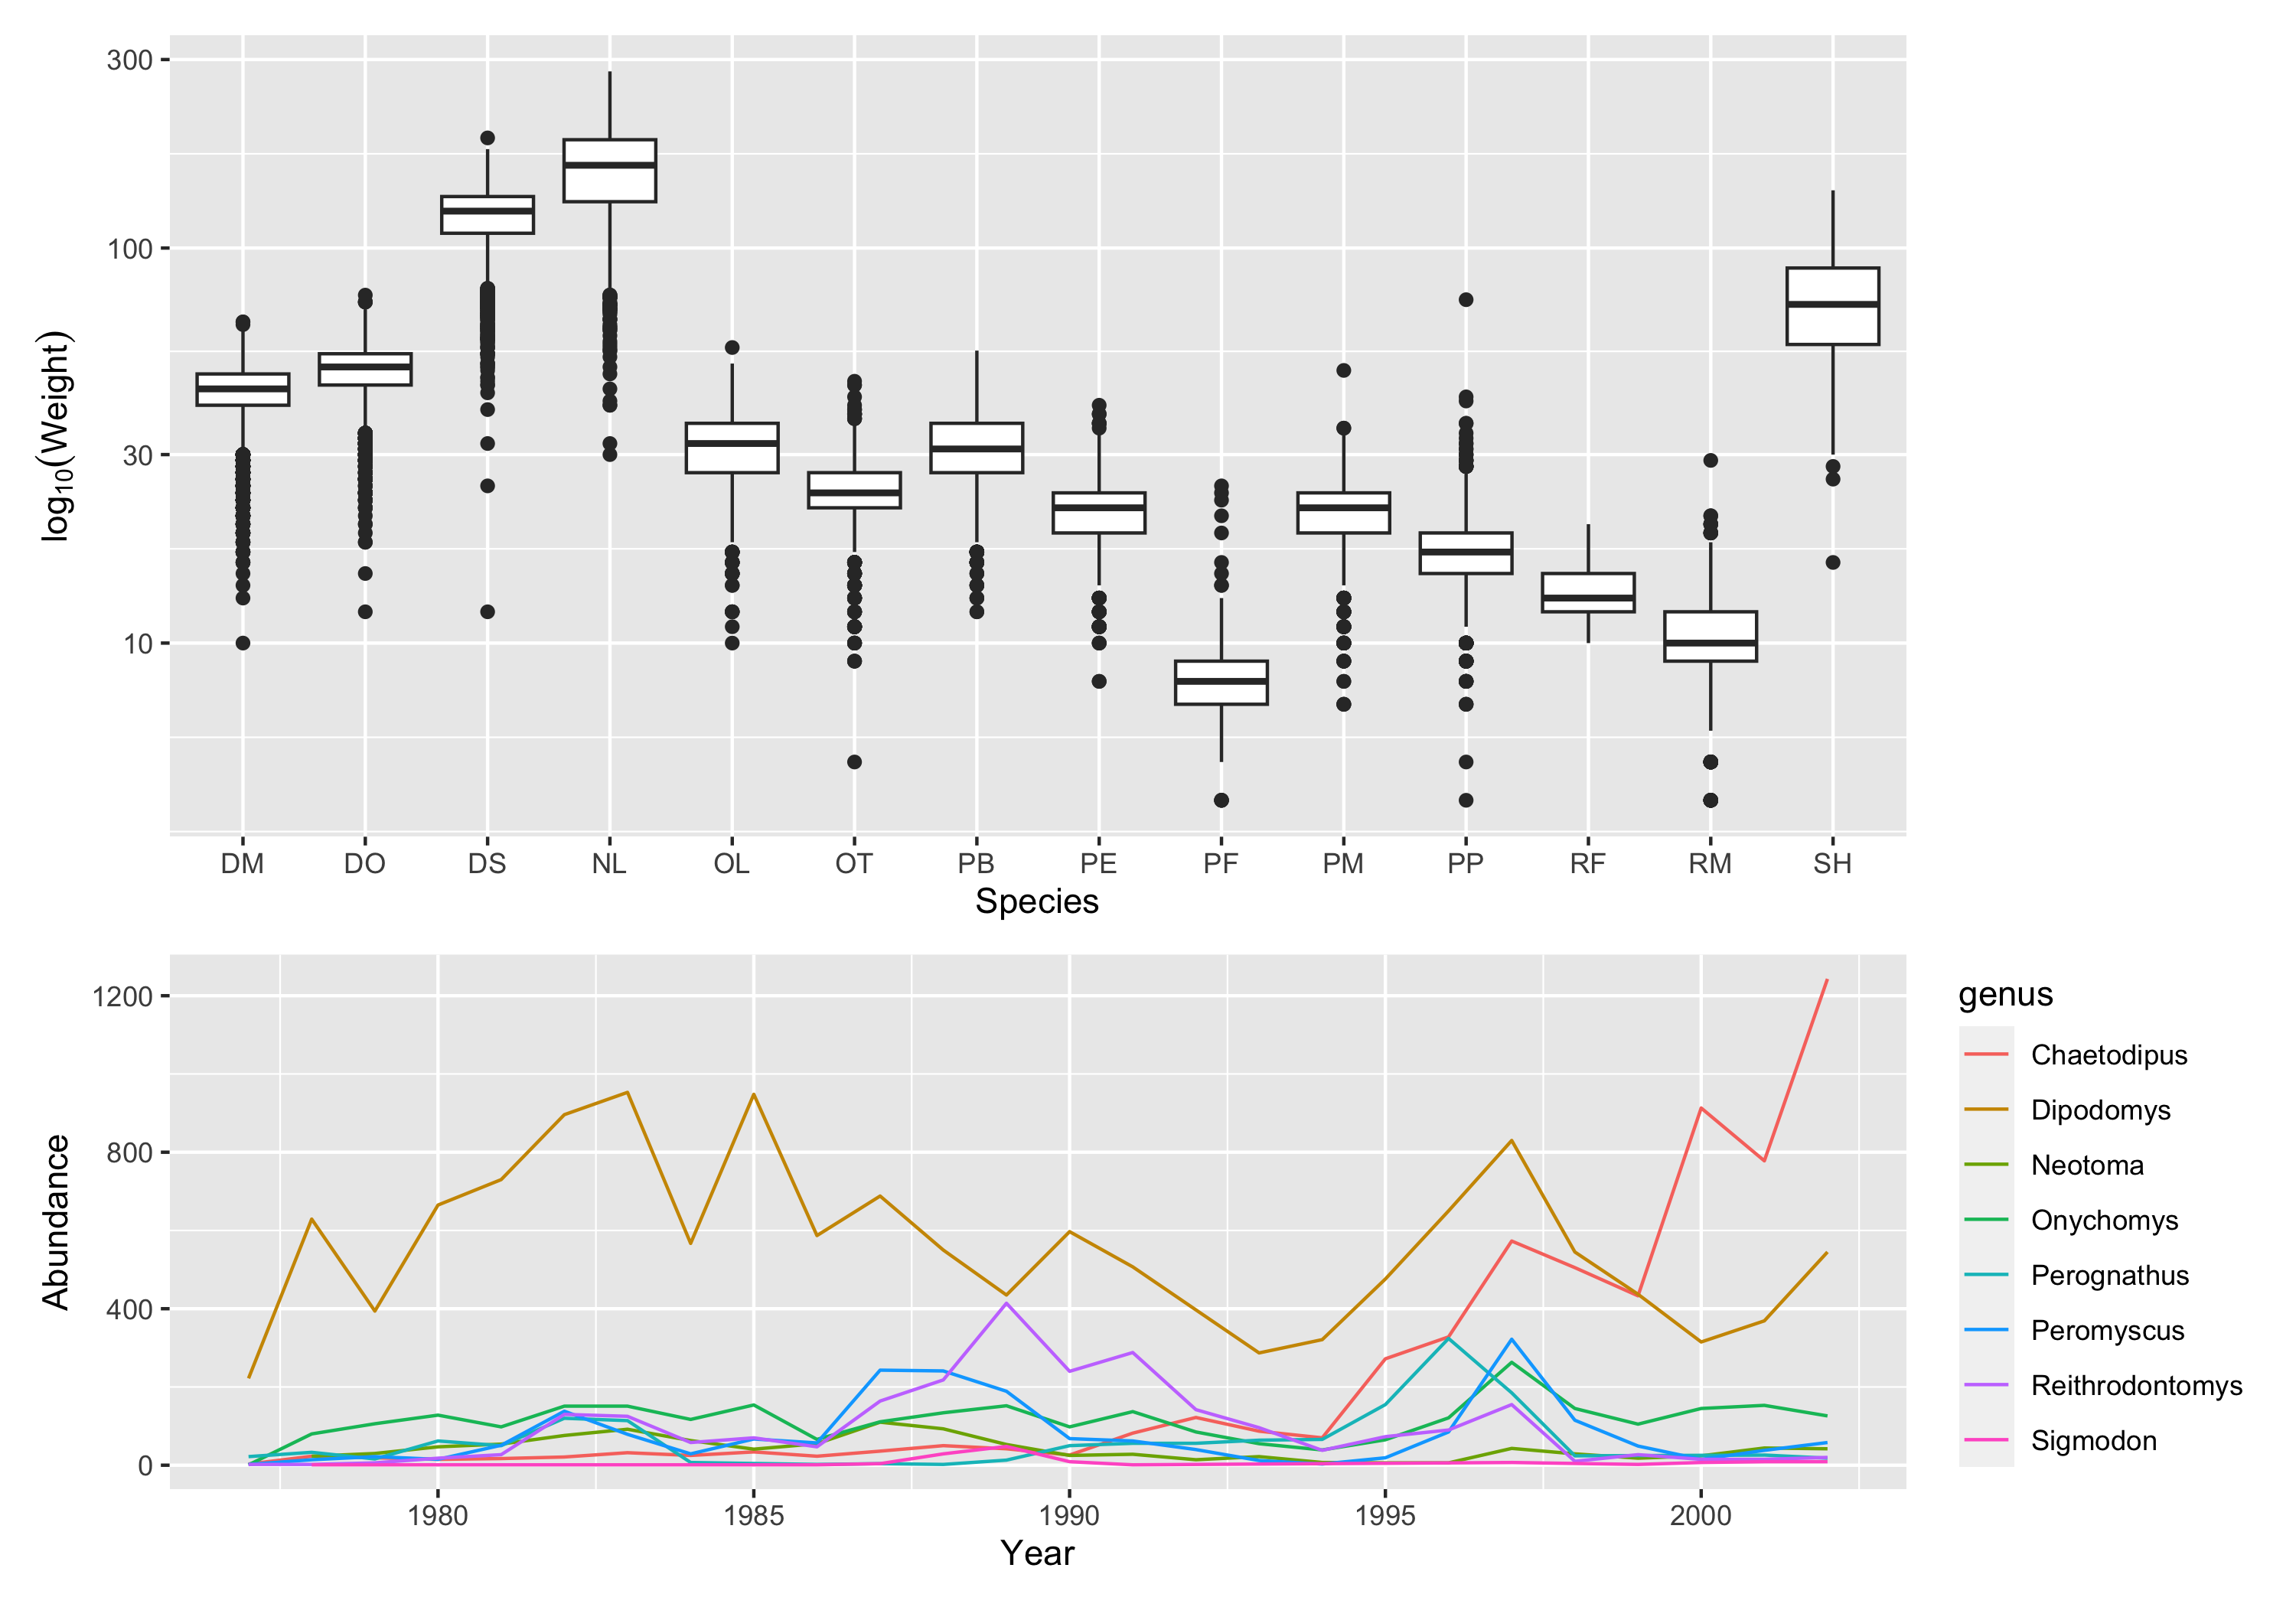 300
100
30
10
log10(Weight)
DM DO DS NL OL OT PB PE PF PM PP RF RM SH
Species
1200
800
400
0
Abundance
1980 1985 1990 1995 2000
Year
genus
Chaetodipus
Dipodomys
Neotoma
Onychomys
Perognathus
Peromyscus
Reithrodontomys
Sigmodon